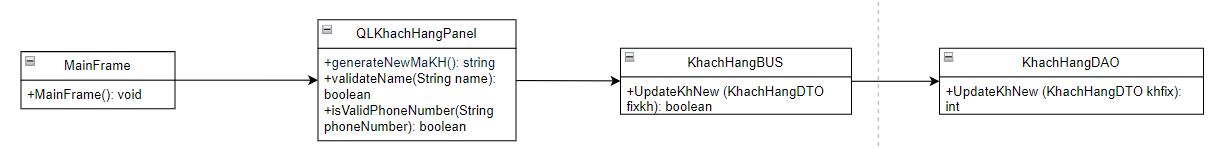 MainFrame
+MainFrame(): void
QLKhachHangPanel
+generateNewMaKH(): string
+validateName(String name):
boolean
+isValidPhoneNumber(String
phoneNumber): boolean
KhachHangBUS
+UpdateKhNew (KhachHangDTO
fixkh): boolean
KhachHangDAO
+UpdateKhNew (KhachHangDTO khfix):
int